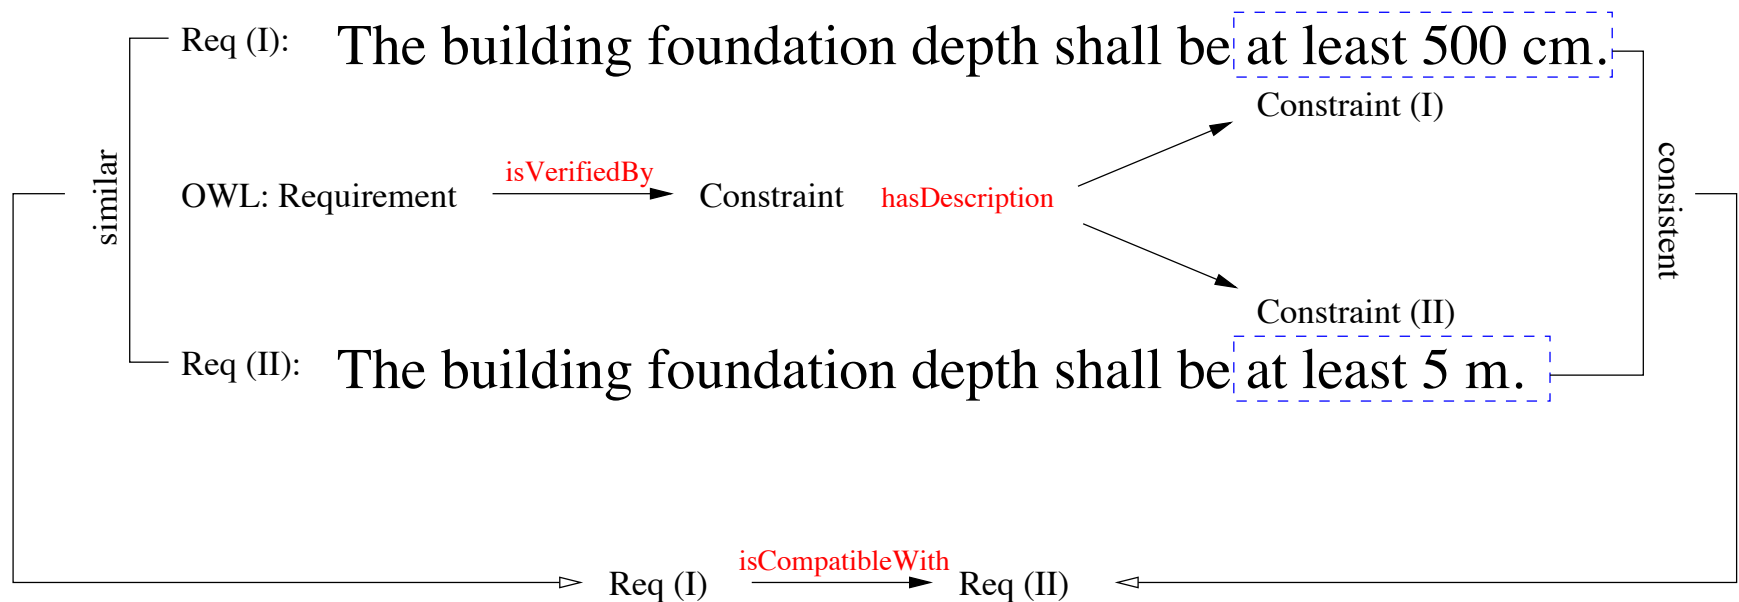 Req (I): The building foundation depth shall be at least 500 cm.
Constraint (I)
similar
OWL: Requirement isVerifiedBy Constraint hasDescription
consistent
Constraint (II)
Req (II): The building foundation depth shall be at least 5 m.
Req (I) isCompatibleWith Req (II)